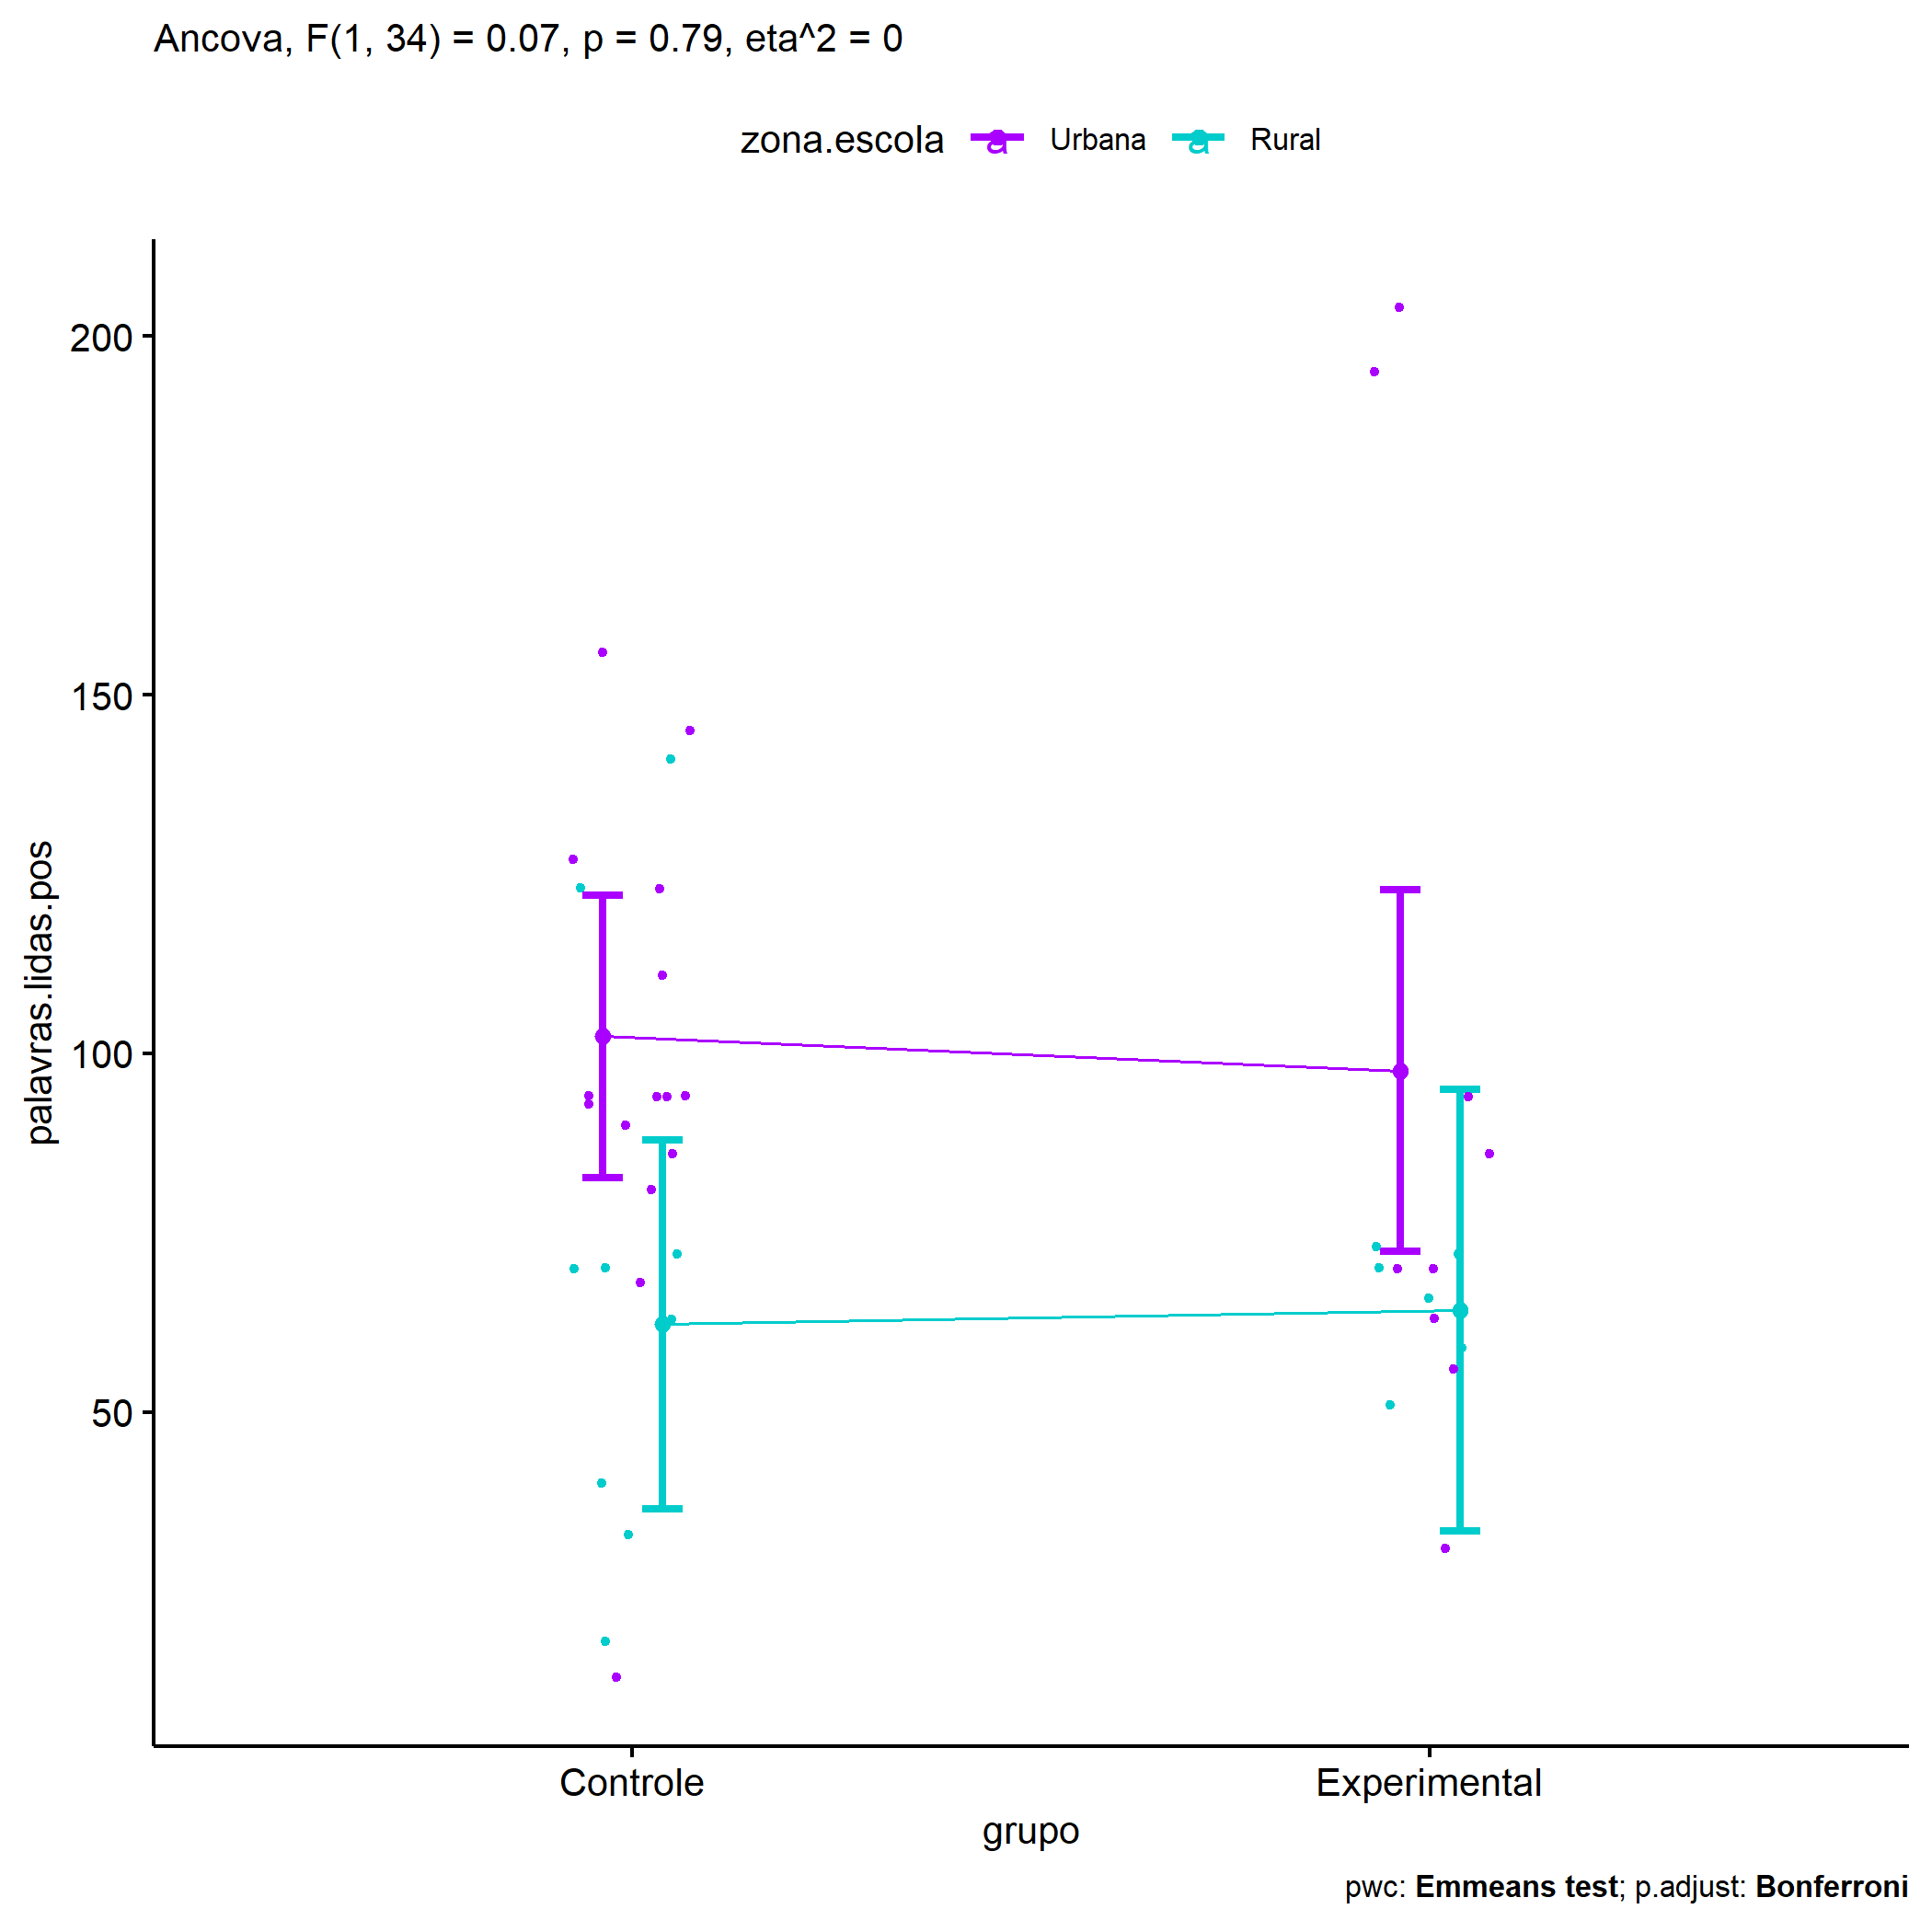 Ancova, F(1, 34) = 0.07, p = 0.79, eta^2 = 0
zona.escola a Urbana a Rural
200
150
100
50
palavras.lidas.pos
Controle Experimental
grupo
pwc: Emmeans test; p.adjust: Bonferroni